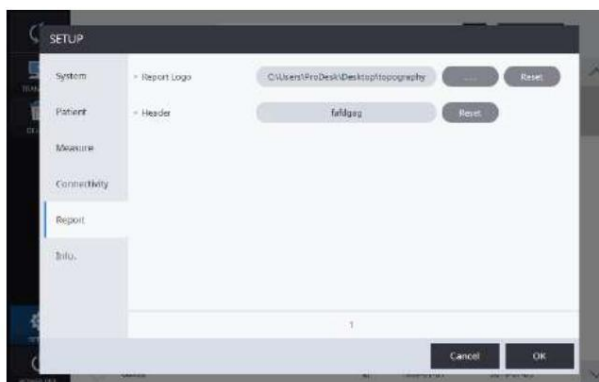 SETUP
System
Report Logo
C:\Users\ProDesk\Desktop\topography
....
Reset
Patient
Header
fafdgag
Reset
Measure
Connectivity
Report
Info.
1
Cancel
OK